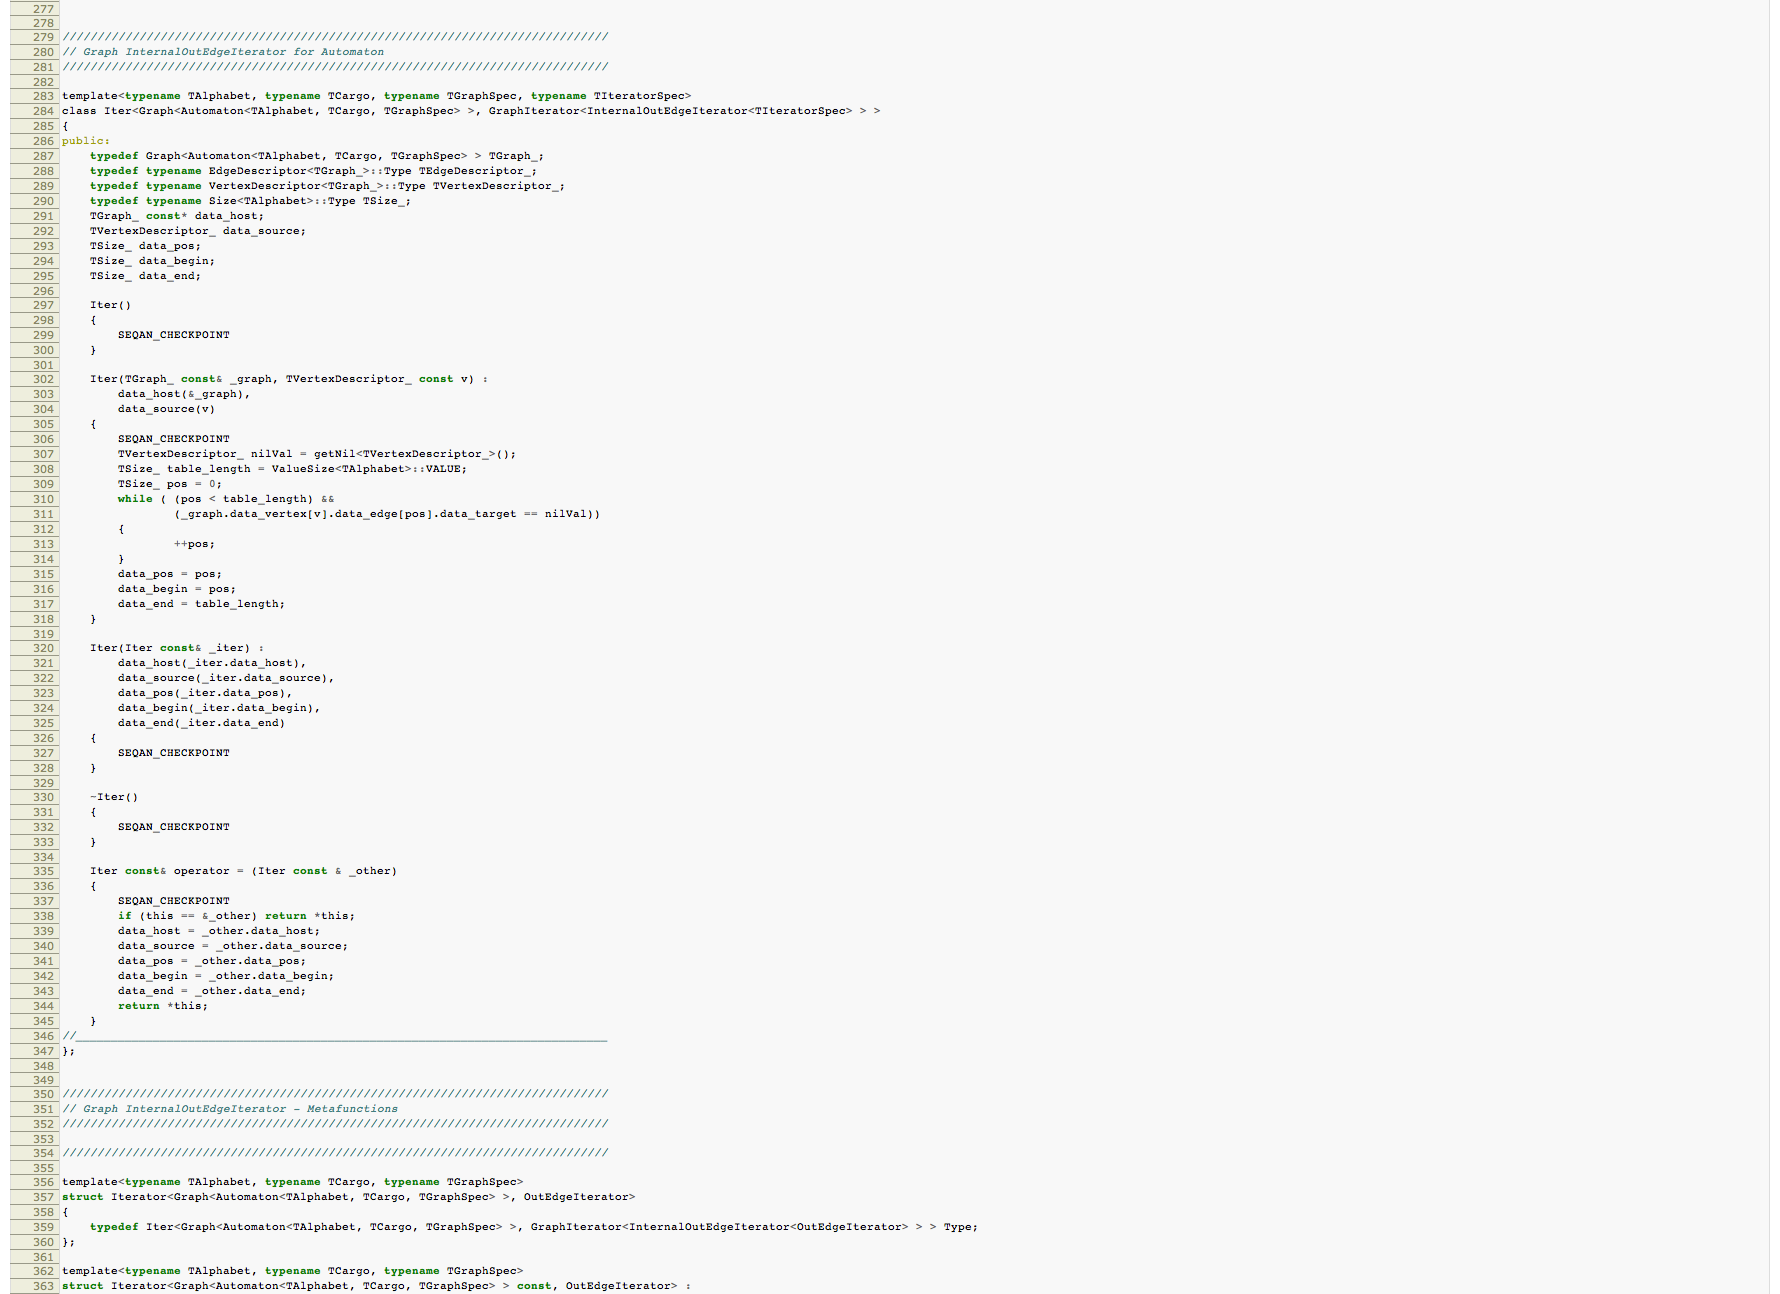 277
278
279 //////////////////////////////////////////////////////////////////////////////
280 // Graph InternalOutEdgeIterator for Automaton
281 //////////////////////////////////////////////////////////////////////////////
282
283 template<typename TAlphabet, typename TCargo, typename TGraphSpec, typename TIteratorSpec>
284 class Iter<Graph<Automaton<TAlphabet, TCargo, TGraphSpec> >, GraphIterator<InternalOutEdgeIterator<TIteratorSpec> > >
285 {
286 public:
287     typedef Graph<Automaton<TAlphabet, TCargo, TGraphSpec> > TGraph_;
288     typedef typename EdgeDescriptor<TGraph_>::Type TEdgeDescriptor_;
289     typedef typename VertexDescriptor<TGraph_>::Type TVertexDescriptor_;
290     typedef typename Size<TAlphabet>::Type TSize_;
291     TGraph_ const* data_host;
292     TVertexDescriptor_ data_source;
293     TSize_ data_pos;
294     TSize_ data_begin;
295     TSize_ data_end;
296
297     Iter()
298     {
299         SEQAN_CHECKPOINT
300     }
301
302     Iter(TGraph_ const& _graph, TVertexDescriptor_ const v) :
303         data_host(&_graph),
304         data_source(v)
305     {
306         SEQAN_CHECKPOINT
307         TVertexDescriptor_ nilVal = getNil<TVertexDescriptor_>();
308         TSize_ table_length = ValueSize<TAlphabet>::VALUE;
309         TSize_ pos = 0;
310         while ( (pos < table_length) &&
311                 (_graph.data_vertex[v].data_edge[pos].data_target == nilVal))
312         {
313                 ++pos;
314         }
315         data_pos = pos;
316         data_begin = pos;
317         data_end = table_length;
318     }
319
320     Iter(Iter const& _iter) :
321         data_host(_iter.data_host),
322         data_source(_iter.data_source),
323         data_pos(_iter.data_pos),
324         data_begin(_iter.data_begin),
325         data_end(_iter.data_end)
326     {
327         SEQAN_CHECKPOINT
328     }
329
330     ~Iter()
331     {
332         SEQAN_CHECKPOINT
333     }
334
335     Iter const& operator = (Iter const & _other)
336     {
337         SEQAN_CHECKPOINT
338         if (this == &_other) return *this;
339         data_host = _other.data_host;
340         data_source = _other.data_source;
341         data_pos = _other.data_pos;
342         data_begin = _other.data_begin;
343         data_end = _other.data_end;
344         return *this;
345     }
346 //____________________________________________________________________________
347 };
348
349
350 //////////////////////////////////////////////////////////////////////////////
351 // Graph InternalOutEdgeIterator - Metafunctions
352 //////////////////////////////////////////////////////////////////////////////
353
354 //////////////////////////////////////////////////////////////////////////////
355
356 template<typename TAlphabet, typename TCargo, typename TGraphSpec>
357 struct Iterator<Graph<Automaton<TAlphabet, TCargo, TGraphSpec> >, OutEdgeIterator>
358 {
359     typedef Iter<Graph<Automaton<TAlphabet, TCargo, TGraphSpec> >, GraphIterator<InternalOutEdgeIterator<OutEdgeIterator> > > Type;
360 };
361
362 template<typename TAlphabet, typename TCargo, typename TGraphSpec>
363 struct Iterator<Graph<Automaton<TAlphabet, TCargo, TGraphSpec> > const, OutEdgeIterator> :